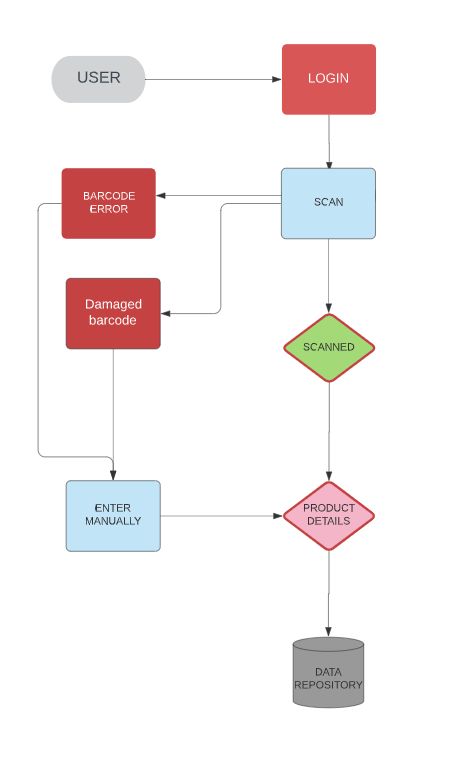 USER
LOGIN
BARCODE
ERROR
SCAN
Damaged
barcode
SCANNED
ENTER
MANUALLY
PRODUCT
DETAILS
DATA
REPOSITORY